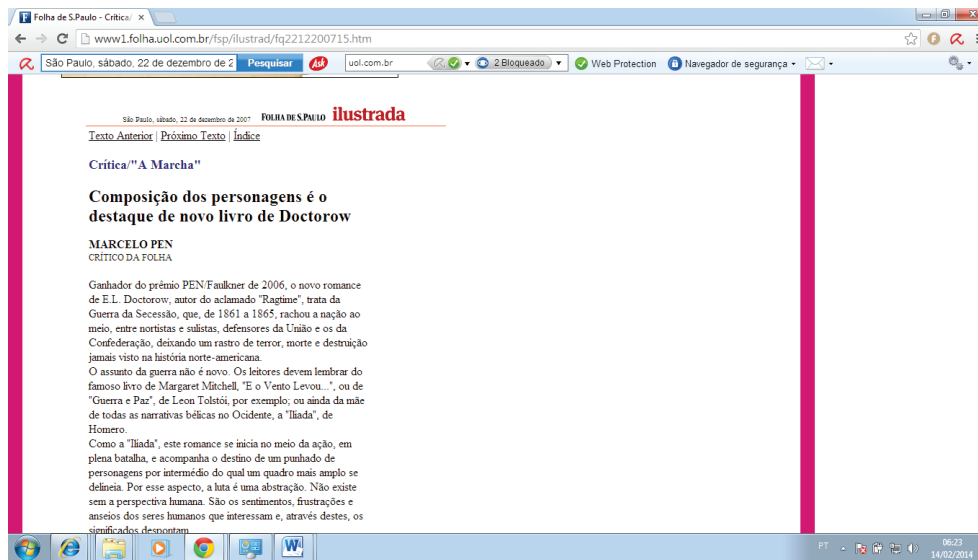 Folha de S.Paulo - Crítica/
www1.folha.uol.com.br/fsp/ilustrad/fq2212200715.htm
São Paulo, sábado, 22 de dezembro de 2 Pesquisar Ask uol.com.br 2 Bloqueado Web Protection Navegador de segurança
São Paulo, sábado, 22 de dezembro de 2007 FOLHA DE S.PAULO ilustrada
Texto Anterior | Próximo Texto | Índice
Crítica/"A Marcha"
Composição dos personagens é o
destaque de novo livro de Doctorow
MARCELO PEN
CRÍTICO DA FOLHA
Ganhador do prêmio PEN/Faulkner de 2006, o novo romance
de E.L. Doctorow, autor do aclamado "Ragtime", trata da
Guerra da Secessão, que, de 1861 a 1865, rachou a nação ao
meio, entre nortistas e sulistas, defensores da União e os da
Confederação, deixando um rastro de terror, morte e destruição
jamais visto na história norte-americana.
O assunto da guerra não é novo. Os leitores devem lembrar do
famoso livro de Margaret Mitchell, "E o Vento Levou...", ou de
"Guerra e Paz", de Leon Tolstói, por exemplo; ou ainda da mãe
de todas as narrativas bélicas no Ocidente, a "Ilíada", de
Homero.
Como a "Ilíada", este romance se inicia no meio da ação, em
plena batalha, e acompanha o destino de um punhado de
personagens por intermédio do qual um quadro mais amplo se
delineia. Por esse aspecto, a luta é uma abstração. Não existe
sem a perspectiva humana. São os sentimentos, frustrações e
anseios dos seres humanos que interessam e, através destes, os
significados despontam
PT 06:23
14/02/2014